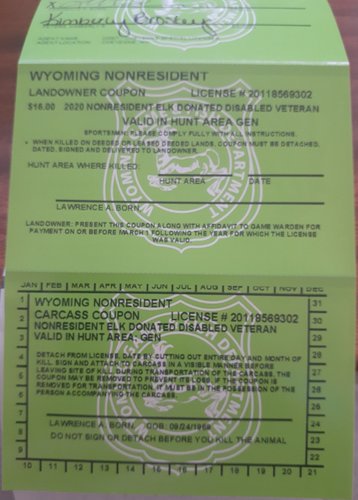 Kimberly
AGENT NAME
AGENT LOCATION
WYOMING NONRESIDENT
LANDOWNER COUPON LICENSE # 20118569302
$16.00 2020 NONRESIDENT ELK DONATED DISABLED VETERAN
VALID IN HUNT AREA GEN
SPORTSMAN: PLEASE COMPLY FULLY WITH ALL INSTRUCTIONS.
* WHEN KILLED ON DEEDED OR LEASED DEEDED LANDS, COUPON MUST BE DETACHED,
DATED, SIGNED AND DELIVERED TO LANDOWNER.
HUNT AREA WHERE KILLED
HUNT AREA DATE
LAWRENCE A. BORN
LANDOWNER: PRESENT THIS COUPON ALONG WITH AFFIDAVIT TO GAME WARDEN FOR
PAYMENT ON OR BEFORE MARCH 1 FOLLOWING THE YEAR FOR WHICH THE LICENSE
WAS VALID.
JAN FEB MAR APR MAY JUN JUL AUG SEP OCT NOV DEC
1 WYOMING NONRESIDENT 31
2 CARCASS COUPON LICENSE # 20118569302 30
3 NONRESIDENT ELK DONATED DISABLED VETERAN 29
VALID IN HUNT AREA: GEN
4 28
DETACH FROM LICENSE, DATE BY CUTTING OUT ENTIRE DAY AND MONTH OF
5 KILL, SIGN AND ATTACH TO CARCASS IN A VISIBLE MANNER BEFORE 27
LEAVING SITE OF KILL. DURING TRANSPORTATION OF THE CARCASS, THE
6 COUPON MAY BE REMOVED TO PREVENT ITS LOSS. IF THE COUPON IS 26
REMOVED FOR TRANSPORTATION, IT MUST BE IN THE POSSESSION OF THE
7 PERSON ACCOMPANYING THE CARCASS. 25
8 24
LAWRENCE A. BORN DOB:
9 DO NOT SIGN OR DETACH BEFORE YOU KILL THE ANIMAL 22
10 11 12 13 14 15 16 17 18 19 20 21